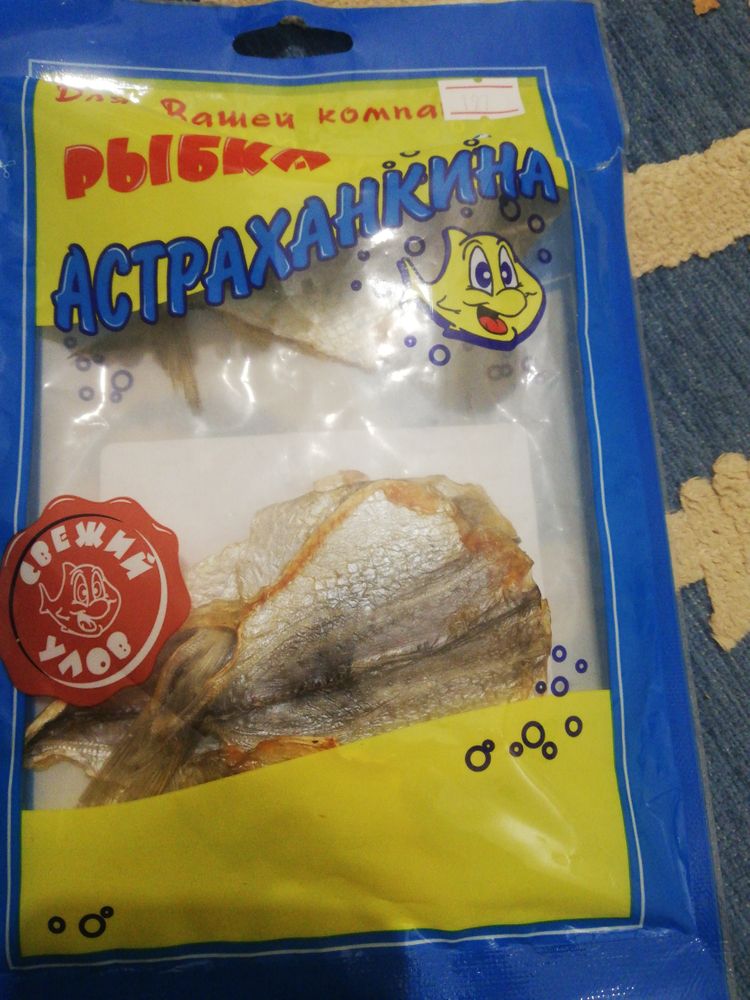 Для Вашей компа
РЫБКА
АСТРАХАНКИНА
СВЕЖИЙ
УЛОВ